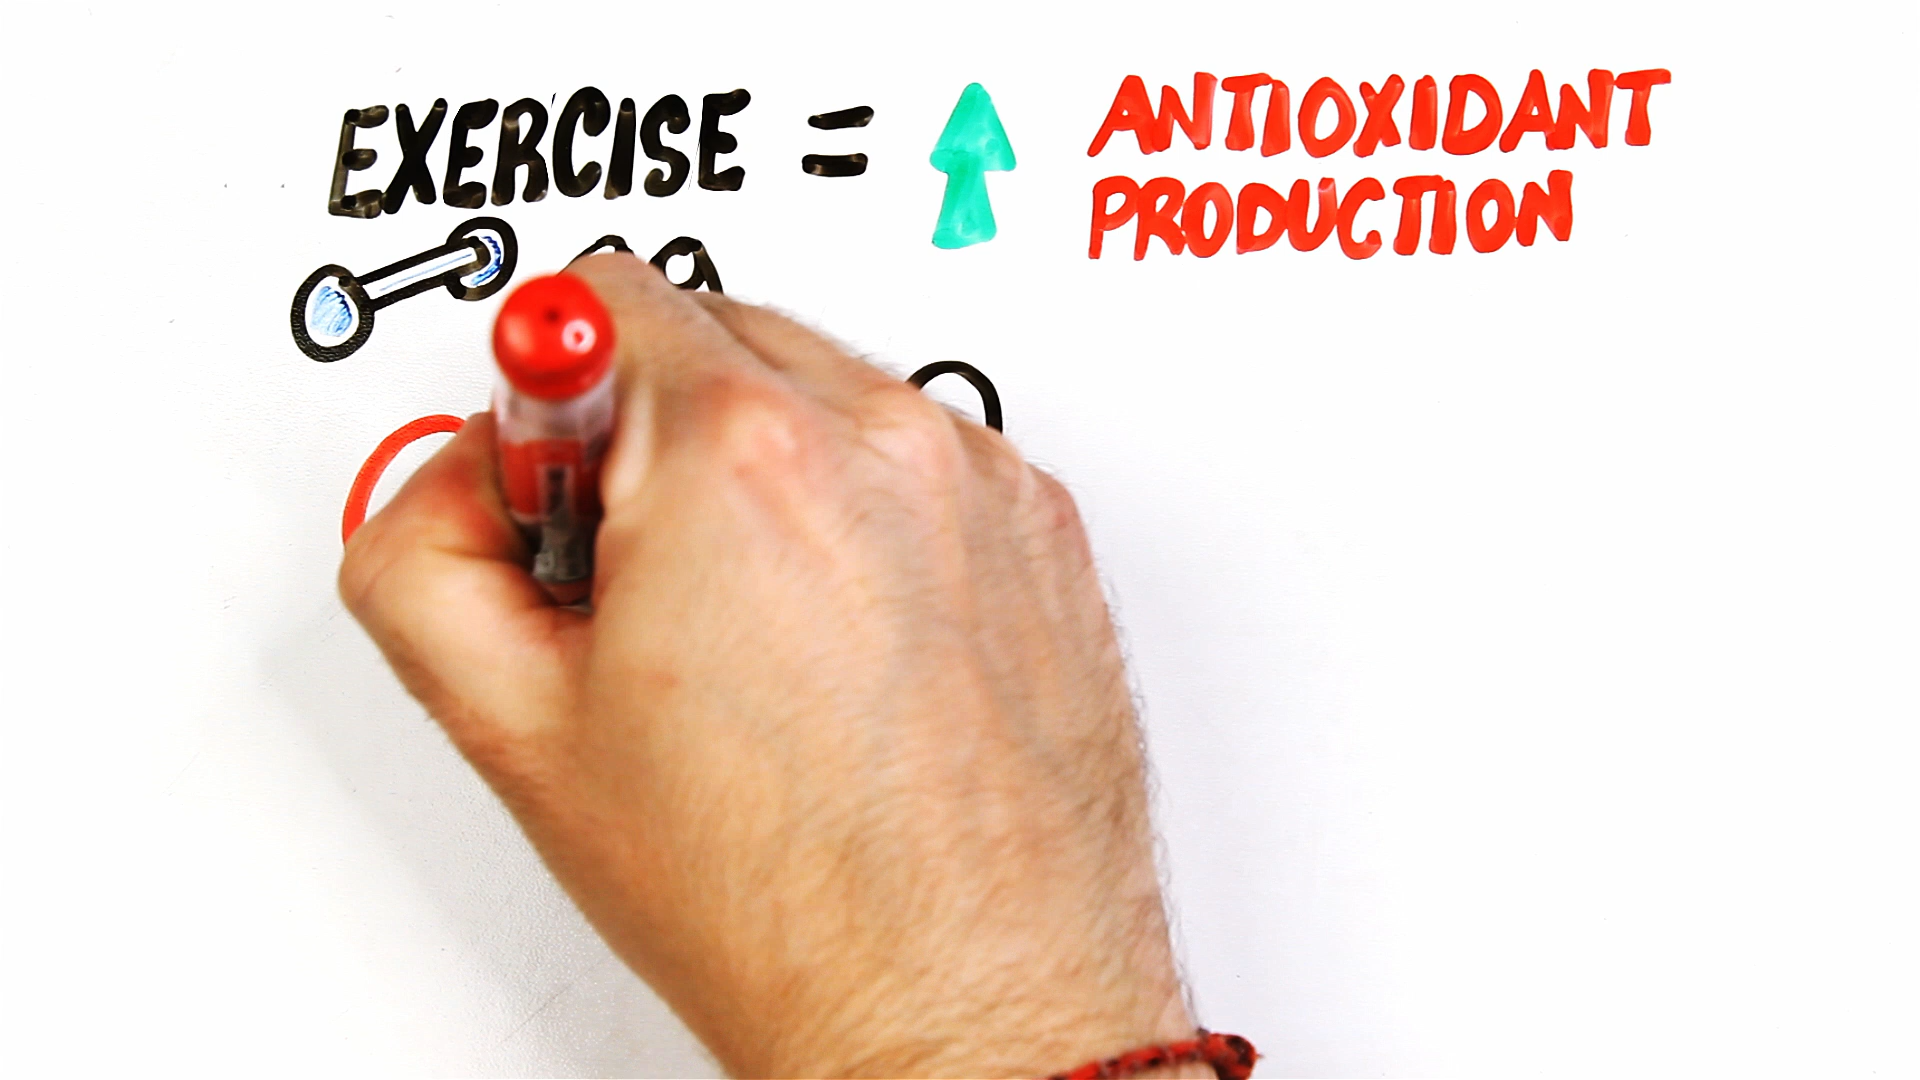 EXERCISE = ↑ ANTIOXIDANT
PRODUCTION